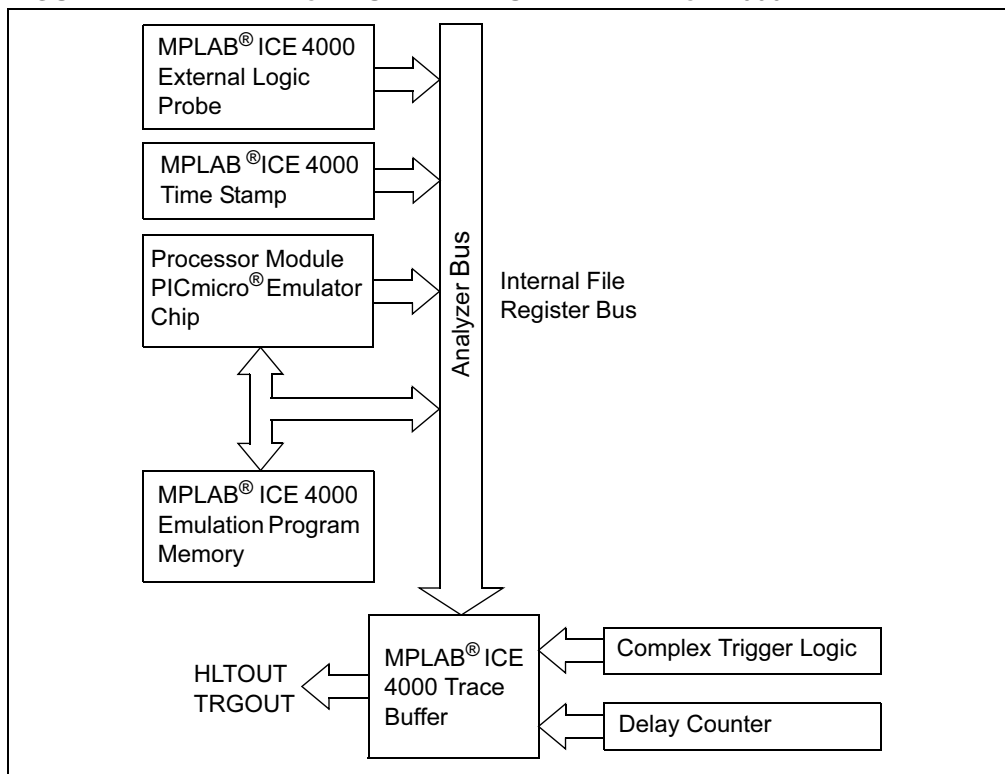 MPLAB® ICE 4000
External Logic
Probe
MPLAB ®ICE 4000
Time Stamp
Processor Module
PICmicro® Emulator
Chip
Analyzer Bus
Internal File
Register Bus
MPLAB® ICE 4000
Emulation Program
Memory
HLTOUT
TRGOUT
MPLAB® ICE
4000 Trace
Buffer
Complex Trigger Logic
Delay Counter